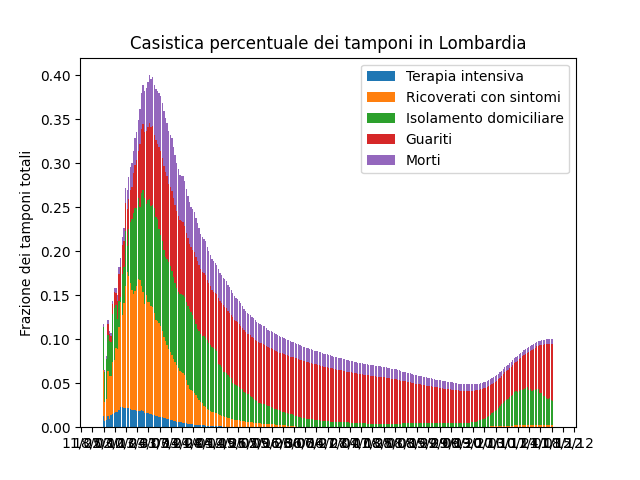 Casistica percentuale dei tamponi in Lombardia
Terapia intensiva
Ricoverati con sintomi
Isolamento domiciliare
Guariti
Morti
Frazione dei tamponi totali
0.40
0.35
0.30
0.25
0.20
0.15
0.10
0.05
0.00